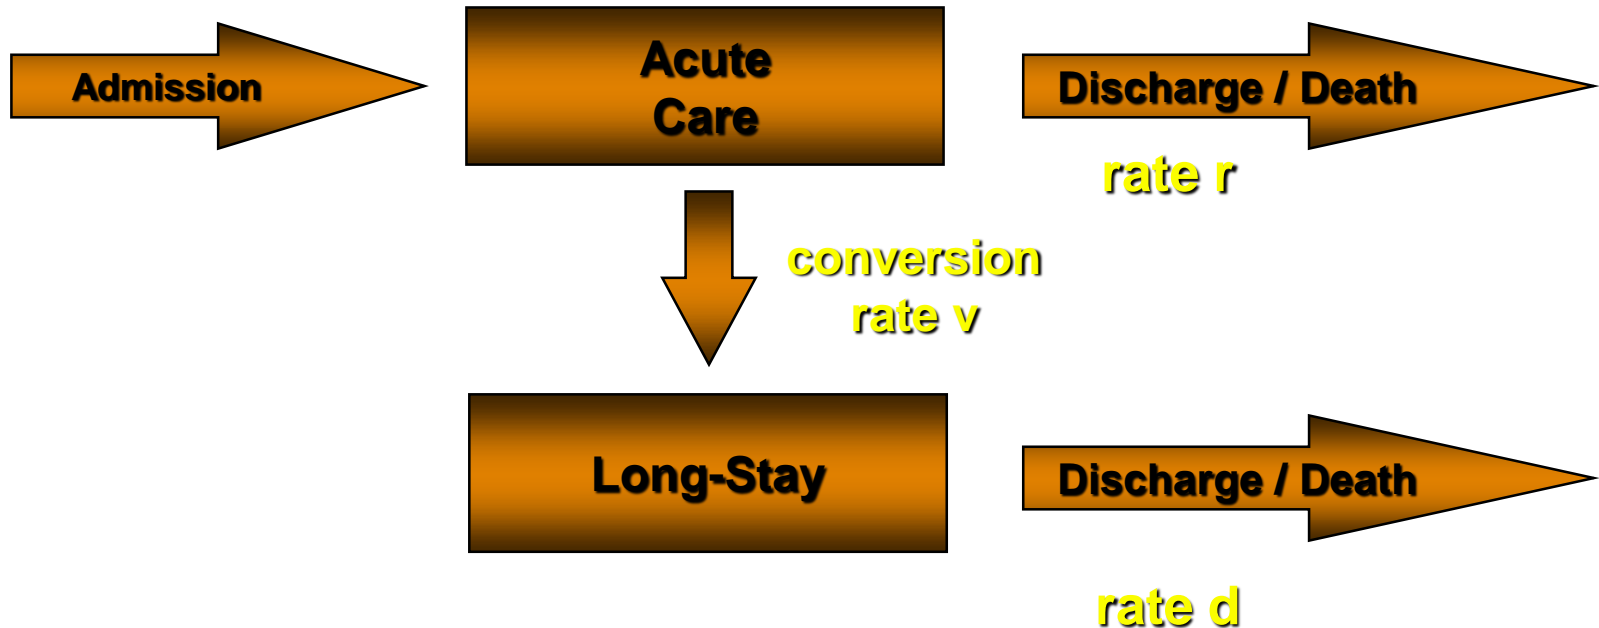 Admission
Acute
Care
Discharge / Death
rate r
conversion
rate v
Long-Stay
Discharge / Death
rate d